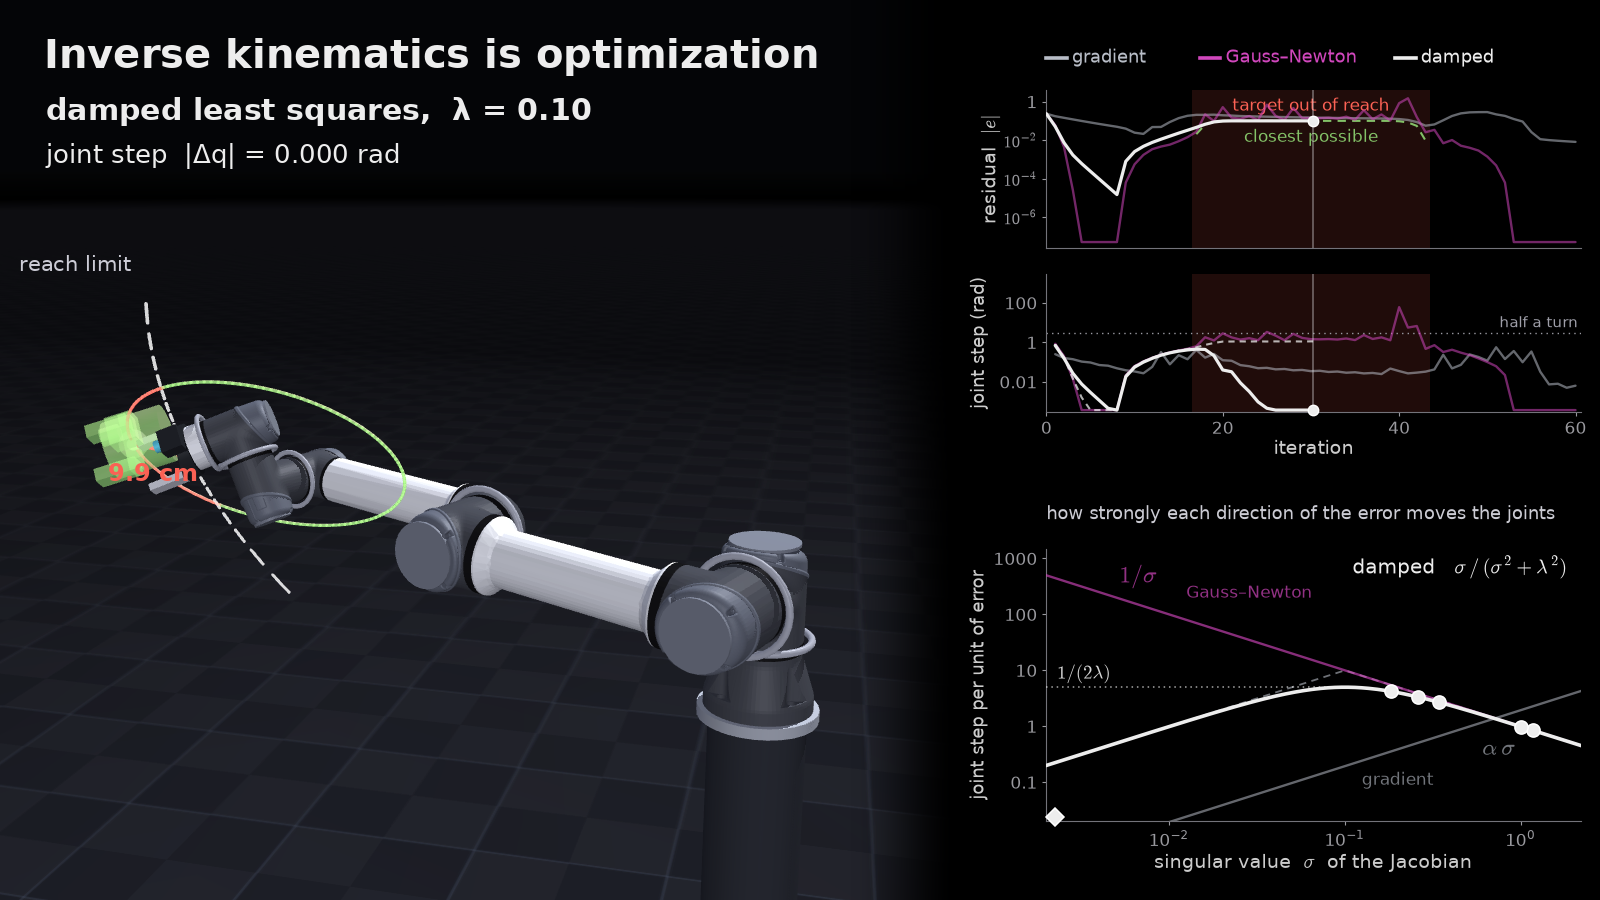 Inverse kinematics is optimization
damped least squares, λ = 0.10
joint step |Δq| = 0.000 rad
reach limit
9.9 cm
gradient
Gauss–Newton
damped
target out of reach
closest possible
residual |e|
1
10⁻²
10⁻⁴
10⁻⁶
half a turn
joint step (rad)
100
1
0.01
0
20
40
60
iteration
how strongly each direction of the error moves the joints
damped σ / (σ² + λ²)
1/σ
Gauss–Newton
1/(2λ)
α σ
gradient
joint step per unit of error
1000
100
10
1
0.1
10⁻²
10⁻¹
10⁰
singular value σ of the Jacobian